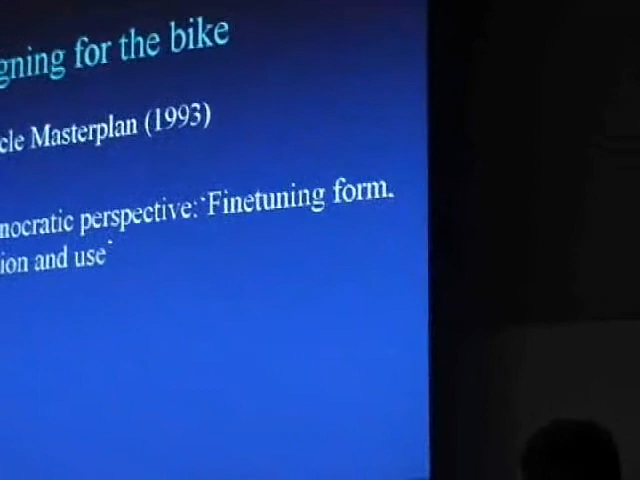 gning for the bike
cle Masterplan (1993)
nocratic perspective:`Finetuning form.
ion and use´